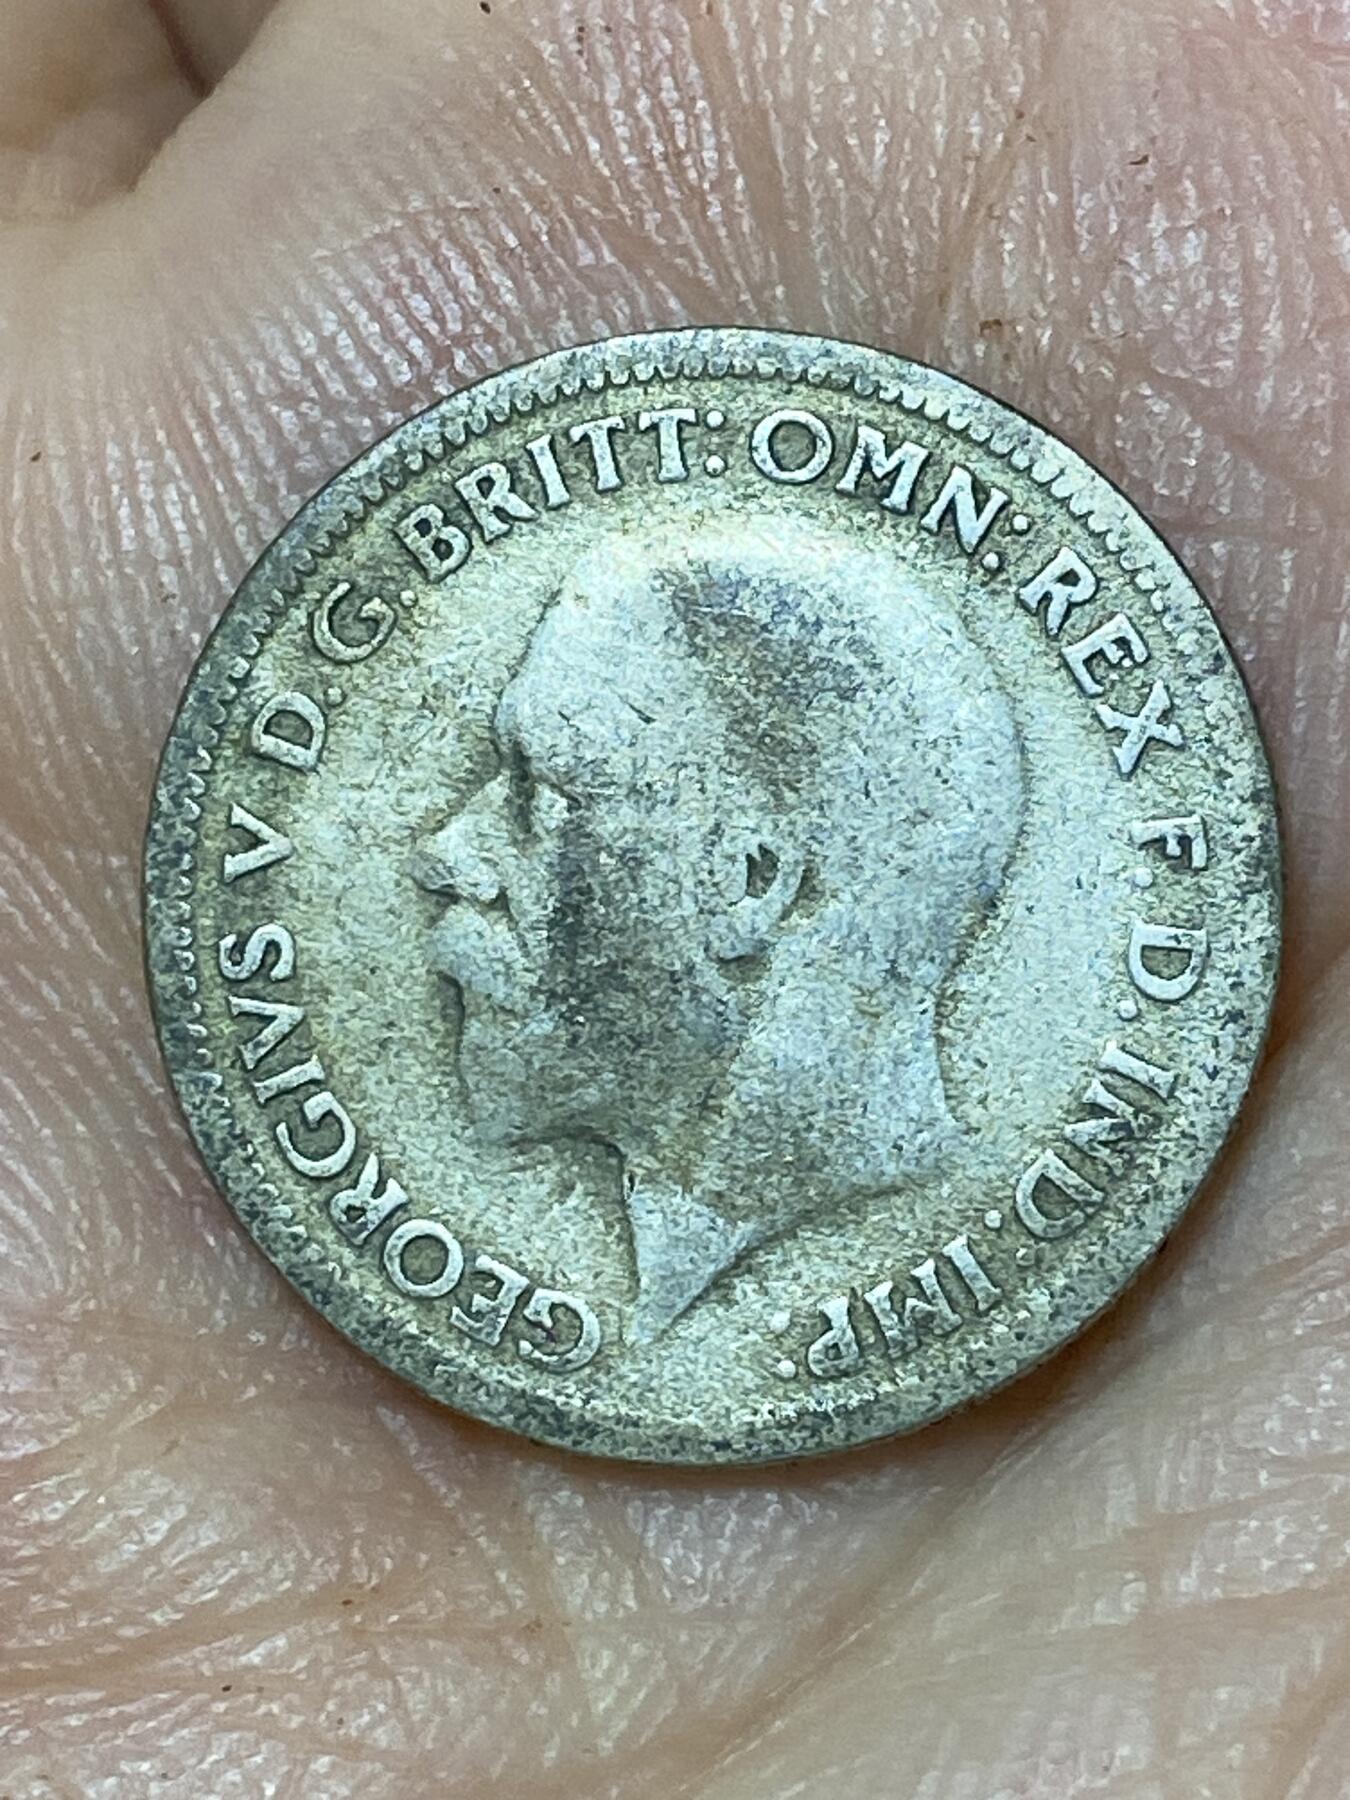 GEORGIVS V D.G. BRITT: OMN: REX F.D. IND. IMP.